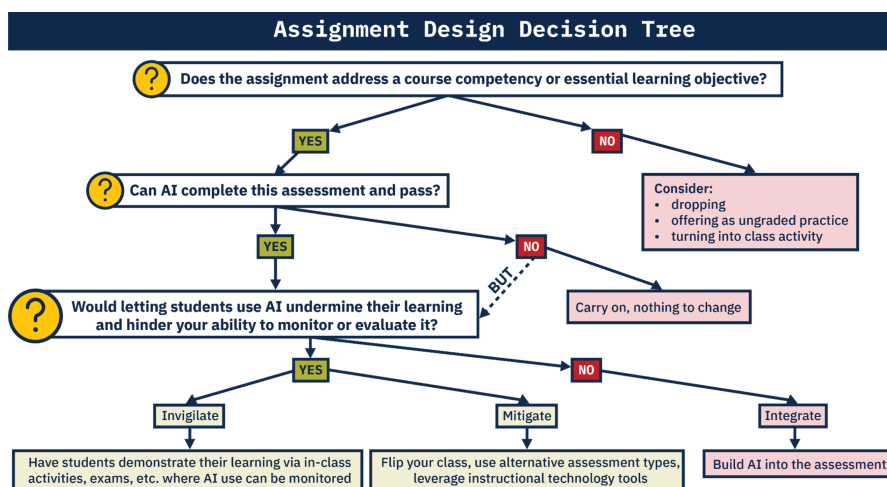 Assignment Design Decision Tree
?
Does the assignment address a course competency or essential learning objective?
YES
NO
?
Can AI complete this assessment and pass?
Consider:
• dropping
• offering as ungraded practice
• turning into class activity
YES
NO
BUT
?
Would letting students use AI undermine their learning
and hinder your ability to monitor or evaluate it?
Carry on, nothing to change
YES
NO
Invigilate
Mitigate
Integrate
Have students demonstrate their learning via in-class
activities, exams, etc. where AI use can be monitored
Flip your class, use alternative assessment types,
leverage instructional technology tools
Build AI into the assessment